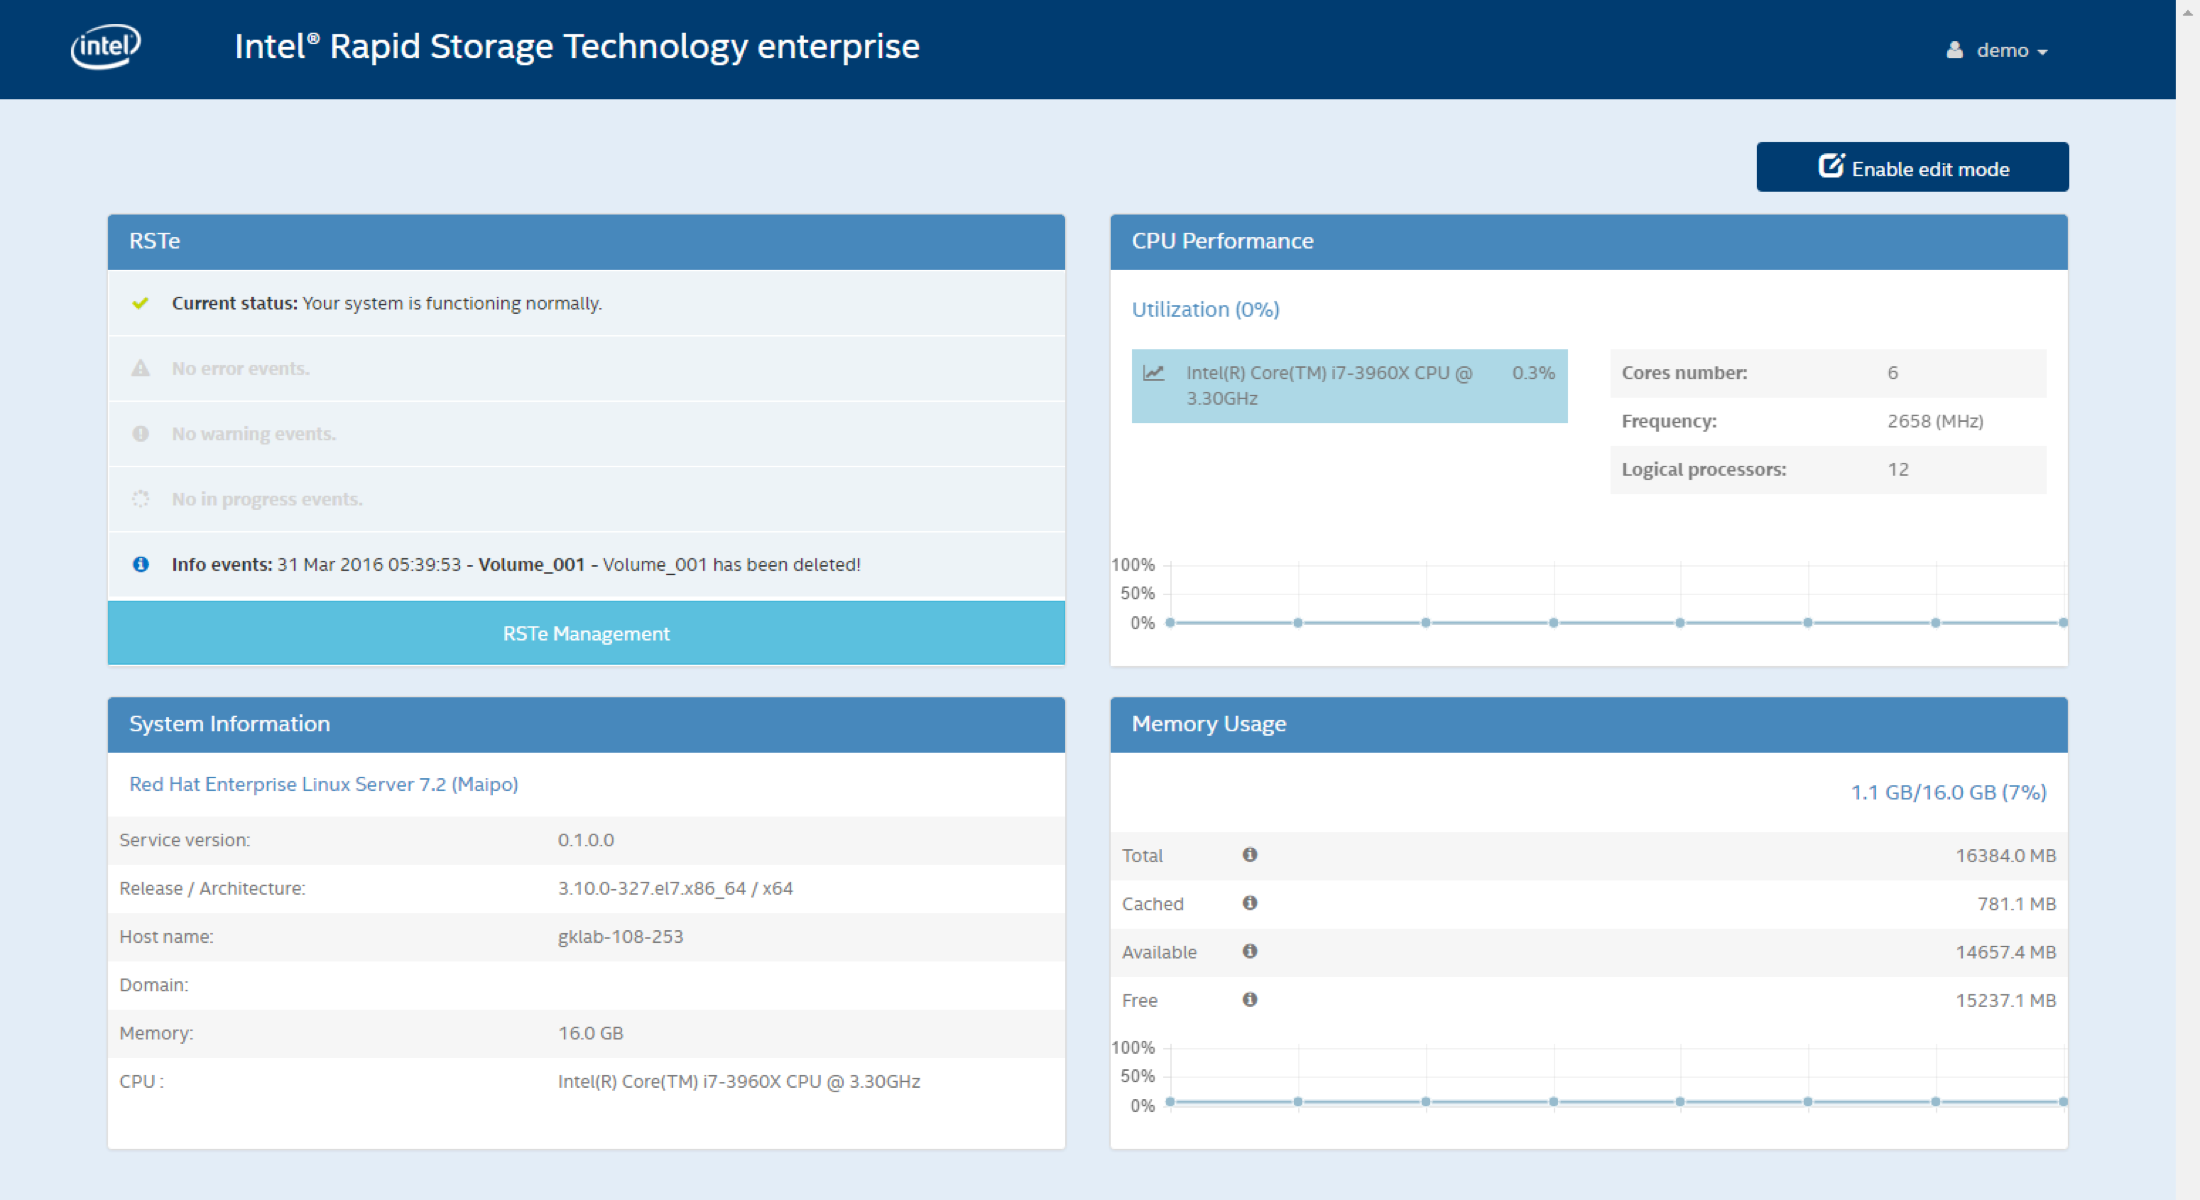 intel
Intel® Rapid Storage Technology enterprise
demo
Enable edit mode
RSTe
Current status: Your system is functioning normally.
No error events.
No warning events.
No in progress events.
Info events: 31 Mar 2016 05:39:53 - Volume_001 - Volume_001 has been deleted!
RSTe Management
CPU Performance
Utilization (0%)
Intel(R) Core(TM) i7-3960X CPU @ 0.3%
3.30GHz
Cores number: 6
Frequency: 2658 (MHz)
Logical processors: 12
100%
50%
0%
System Information
Red Hat Enterprise Linux Server 7.2 (Maipo)
Service version: 0.1.0.0
Release / Architecture: 3.10.0-327.el7.x86_64 / x64
Host name: gklab-108-253
Domain:
Memory: 16.0 GB
CPU : Intel(R) Core(TM) i7-3960X CPU @ 3.30GHz
Memory Usage
1.1 GB/16.0 GB (7%)
Total 16384.0 MB
Cached 781.1 MB
Available 14657.4 MB
Free 15237.1 MB
100%
50%
0%